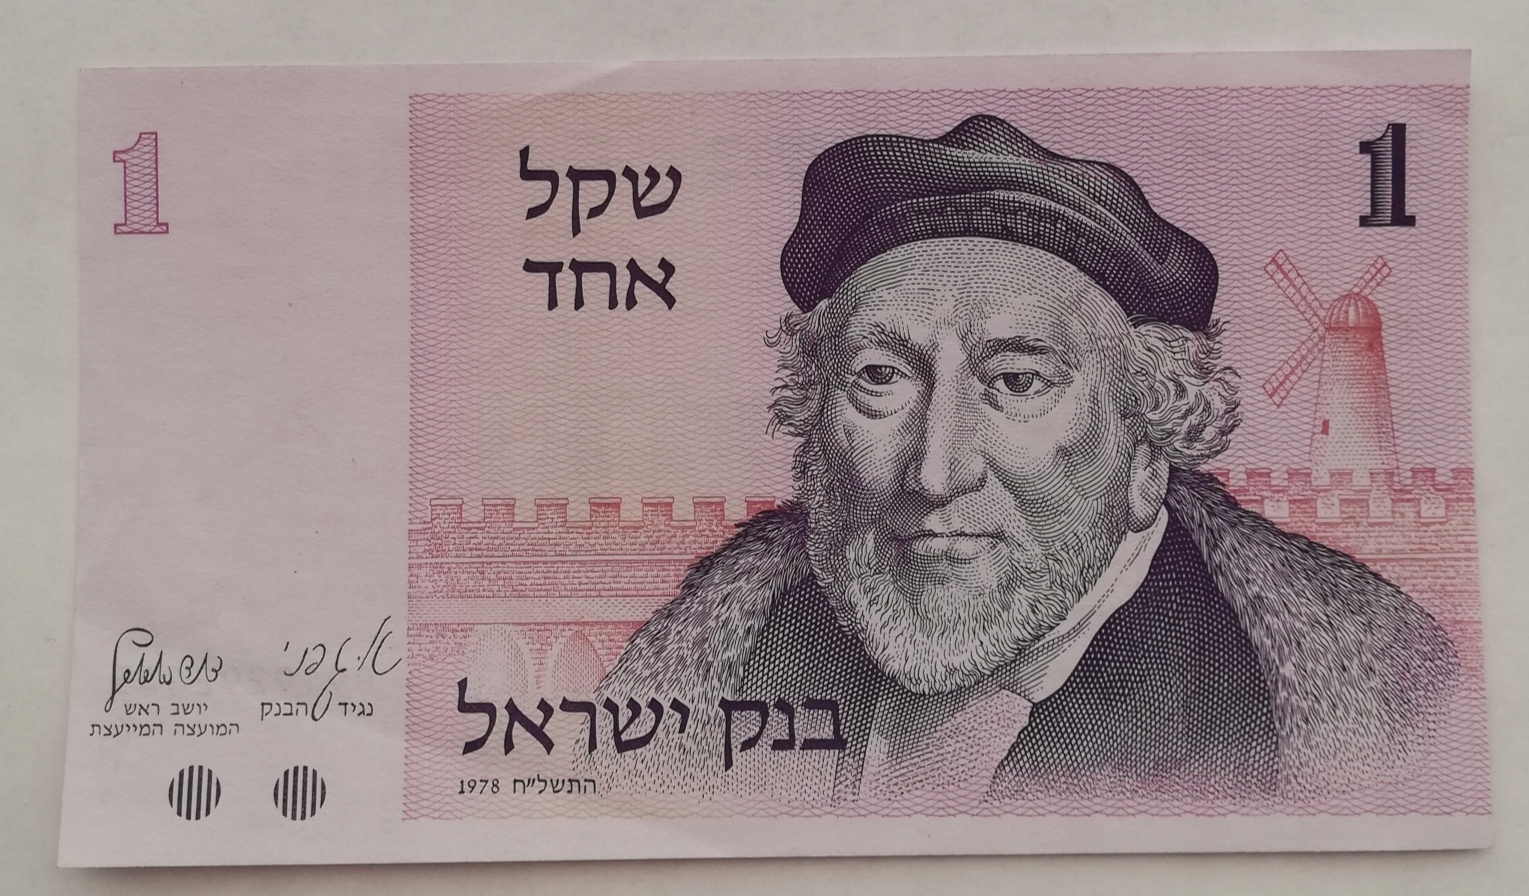 1
1
שקל
אחד
בנק ישראל
התשל״ח 1978
נגיד הבנק
יושב ראש
המועצה המייעצת